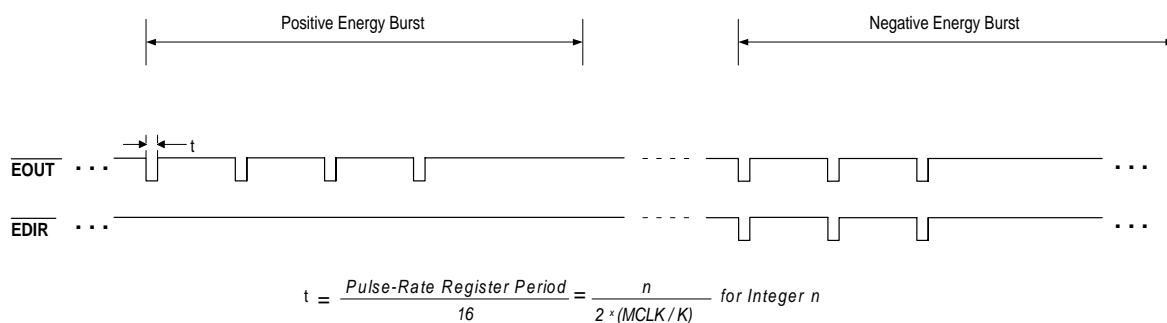 Positive Energy Burst
Negative Energy Burst
t
EOUT ... ...
EDIR ... ...
t = Pulse-Rate Register Period / 16 = n / 2 x (MCLK / K) for Integer n